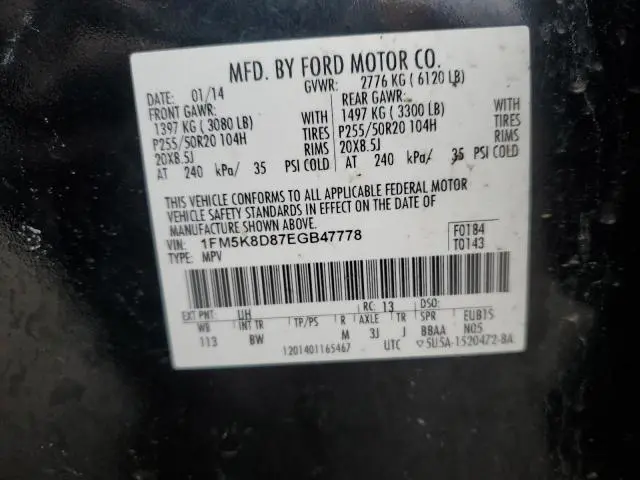 MFD. BY FORD MOTOR CO.
DATE: 01/14 GVWR: 2776 KG ( 6120 LB)
FRONT GAWR: REAR GAWR:
1397 KG ( 3080 LB) WITH 1497 KG ( 3300 LB) WITH
P255/50R20 104H TIRES P255/50R20 104H TIRES
20X8.5J RIMS 20X8.5J RIMS
AT 240 kPa/ 35 PSI COLD AT 240 kPa/ 35 PSI COLD
THIS VEHICLE CONFORMS TO ALL APPLICABLE FEDERAL MOTOR
VEHICLE SAFETY STANDARDS IN EFFECT ON THE DATE OF
MANUFACTURE SHOWN ABOVE.
VIN: 1FM5K8D87EGB47778 F0184
TYPE: MPV T0143
EXT PNT: UH RC: 13 DSO:
WB INT TR TP/PS R AXLE TR SPR EUB15
113 BW M 3J J BBAA N05
1201401165467 UTC ▽5U5A-1520472-BA